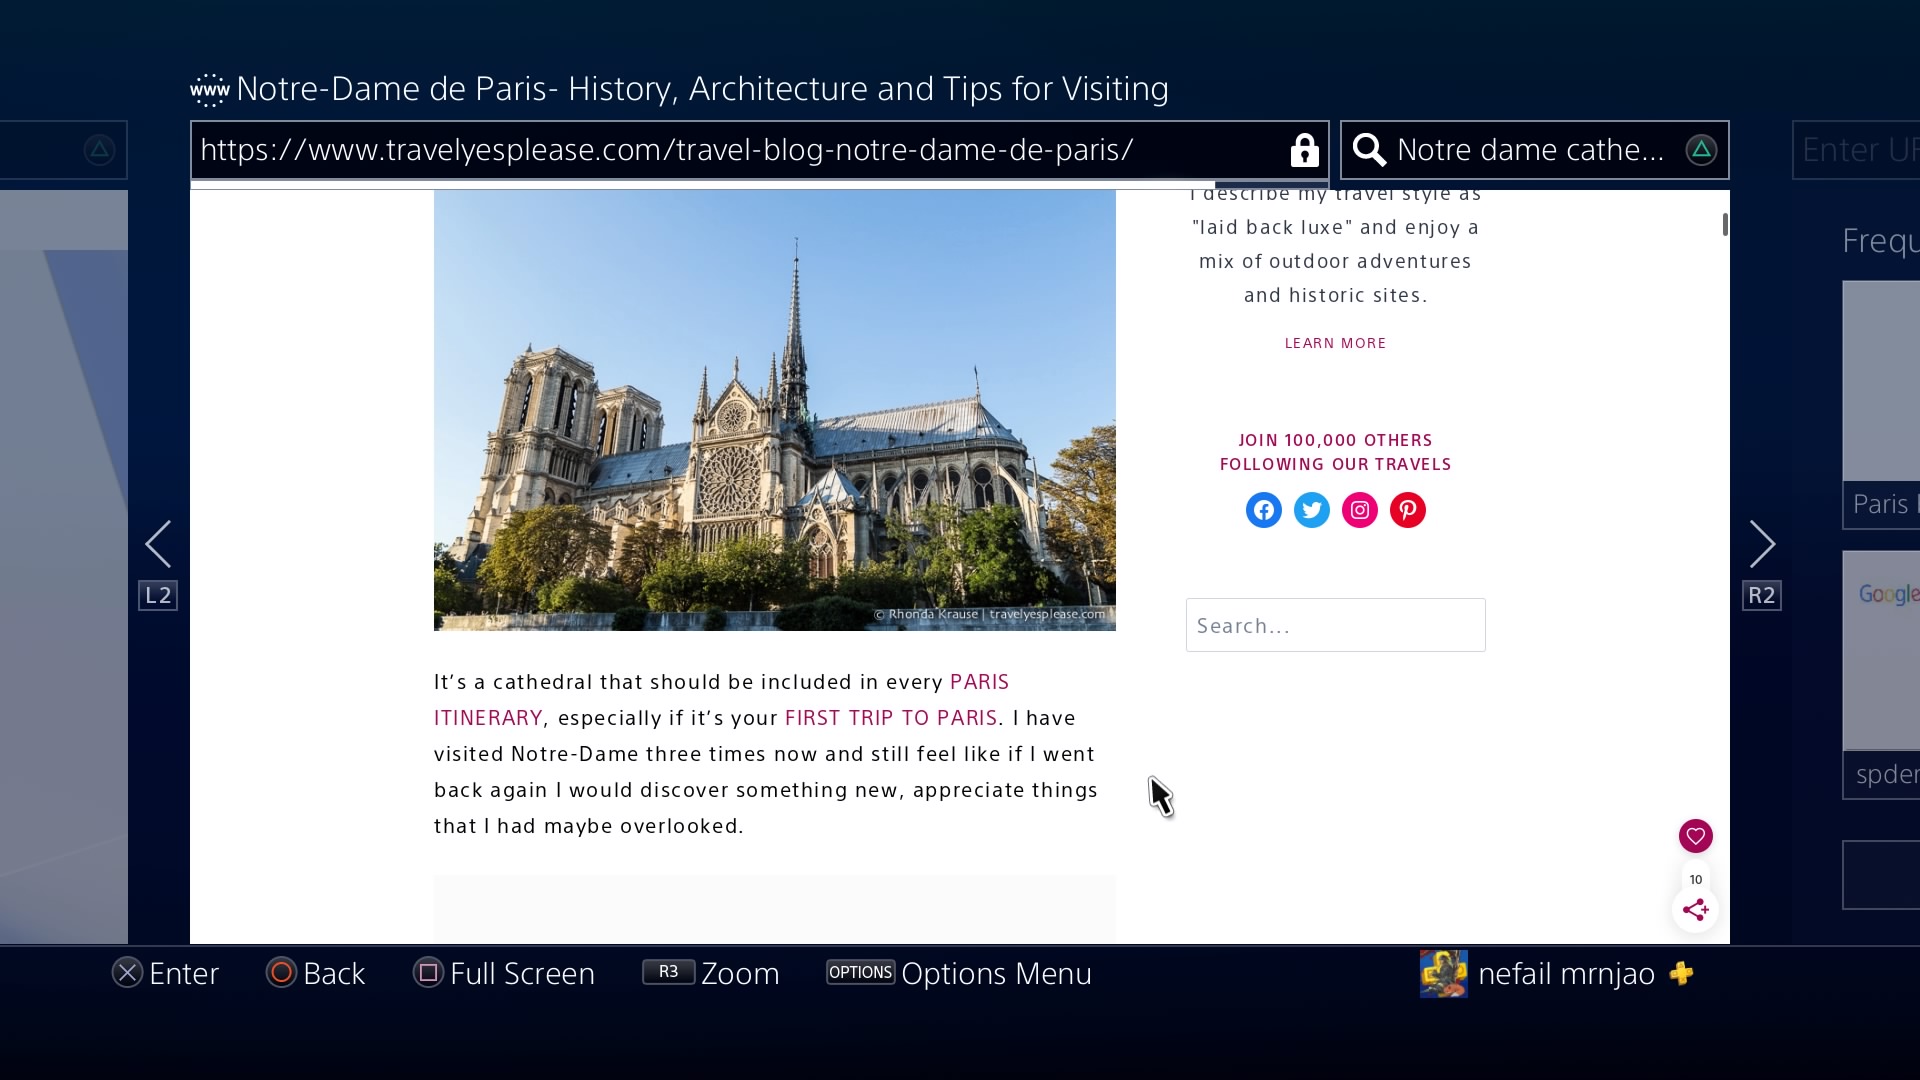 www Notre-Dame de Paris- History, Architecture and Tips for Visiting
https://www.travelyesplease.com/travel-blog-notre-dame-de-paris/
Notre dame cathe...
Enter
I describe my travel style as
"laid back luxe" and enjoy a
mix of outdoor adventures
and historic sites.
LEARN MORE
JOIN 100,000 OTHERS
FOLLOWING OUR TRAVELS
Search...
© Rhonda Krause | travelyesplease.com
It's a cathedral that should be included in every PARIS
ITINERARY, especially if it's your FIRST TRIP TO PARIS. I have
visited Notre-Dame three times now and still feel like if I went
back again I would discover something new, appreciate things
that I had maybe overlooked.
10
L2
R2
Paris
Google
Enter
Back
Full Screen
R3 Zoom
OPTIONS Options Menu
nefail mrnjao